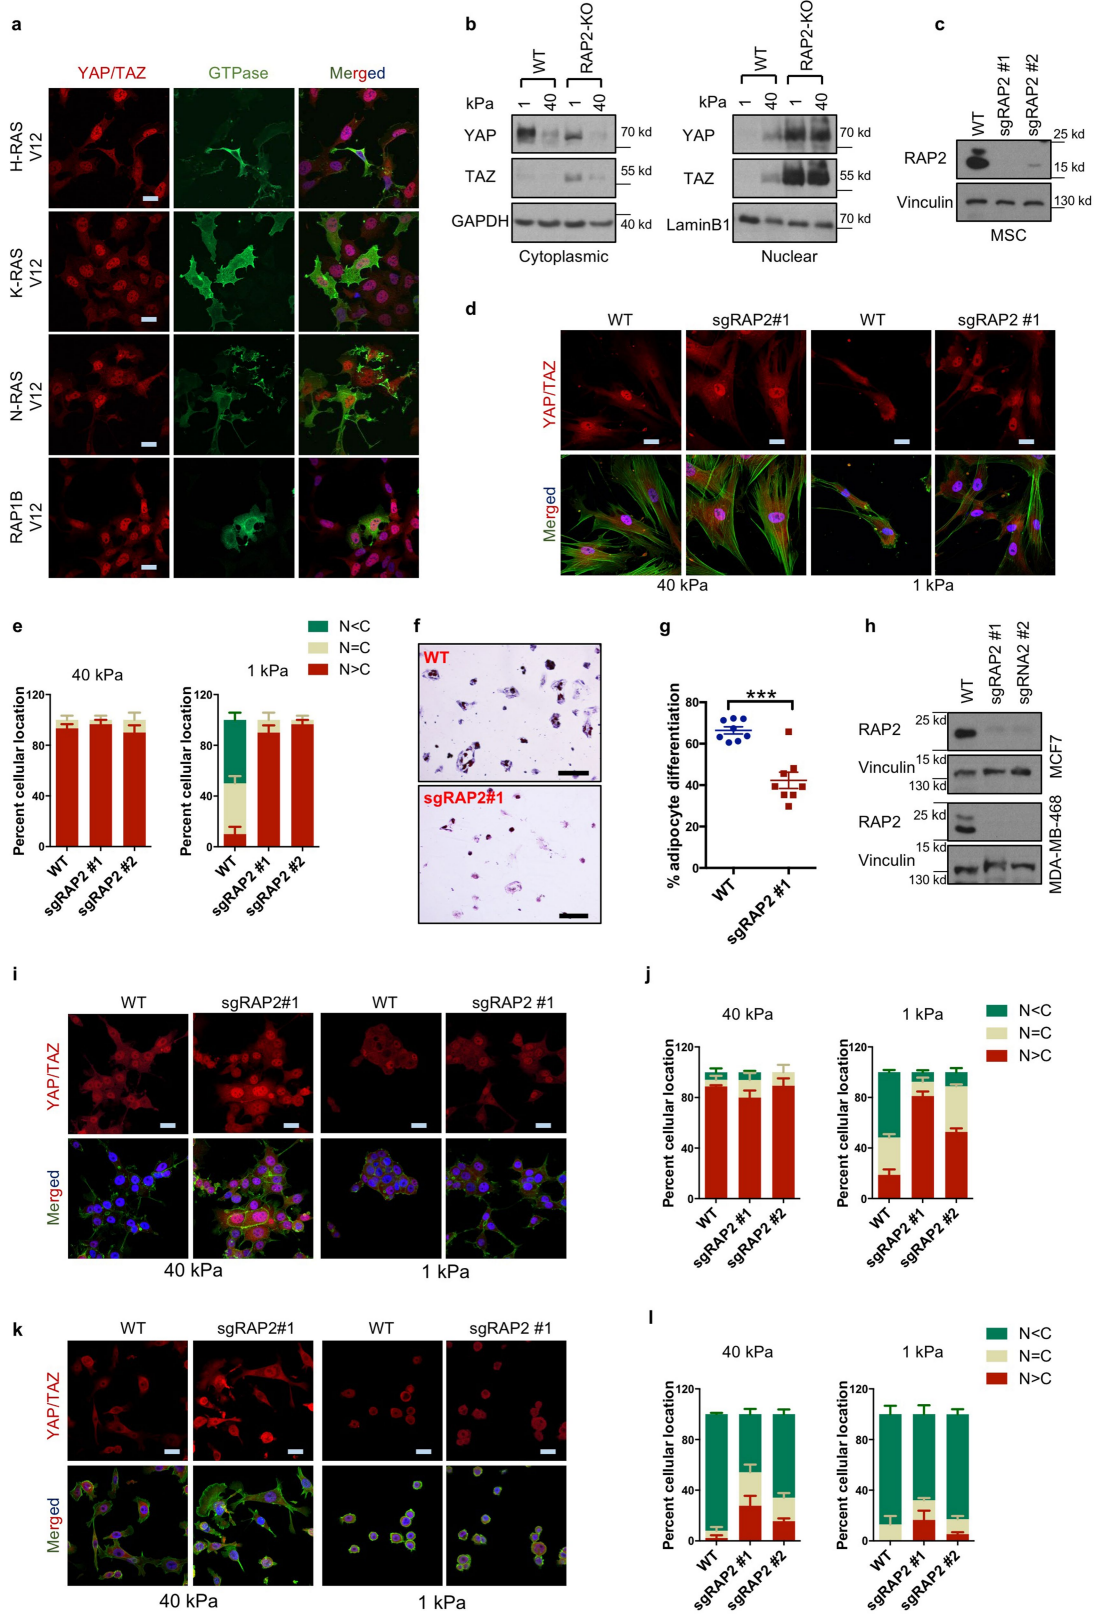 a
YAP/TAZ GTPase Merged
H-RAS V12
K-RAS V12
N-RAS V12
RAP1B V12
b
WT RAP2-KO
kPa 1 40 1 40
YAP 70 kd
TAZ 55 kd
GAPDH 40 kd
Cytoplasmic
WT RAP2-KO
kPa 1 40 1 40
YAP 70 kd
TAZ 55 kd
LaminB1 70 kd
Nuclear
c
WT sgRAP2 #1 sgRAP2 #2
25 kd
RAP2
15 kd
Vinculin 130 kd
MSC
d
WT sgRAP2#1 WT sgRAP2 #1
YAP/TAZ
Merged
40 kPa 1 kPa
e
N<C
N=C
N>C
40 kPa
Percent cellular location
120
80
40
0
WT sgRAP2 #1 sgRAP2 #2
1 kPa
Percent cellular location
120
80
40
0
WT sgRAP2 #1 sgRAP2 #2
f
WT
sgRAP2#1
g
% adipocyte differentiation
80
60
40
20
0
***
WT sgRAP2 #1
h
WT sgRAP2 #1 sgRNA2 #2
25 kd
RAP2
15 kd
Vinculin
130 kd
MCF7
25 kd
RAP2
15 kd
Vinculin
130 kd
MDA-MB-468
i
WT sgRAP2#1 WT sgRAP2 #1
YAP/TAZ
Merged
40 kPa 1 kPa
j
N<C
N=C
N>C
40 kPa
Percent cellular location
120
80
40
0
WT sgRAP2 #1 sgRAP2 #2
1 kPa
Percent cellular location
120
80
40
0
WT sgRAP2 #1 sgRAP2 #2
k
WT sgRAP2#1 WT sgRAP2 #1
YAP/TAZ
Merged
40 kPa 1 kPa
l
N<C
N=C
N>C
40 kPa
Percent cellular location
120
80
40
0
WT sgRAP2 #1 sgRAP2 #2
1 kPa
Percent cellular location
120
80
40
0
WT sgRAP2 #1 sgRAP2 #2